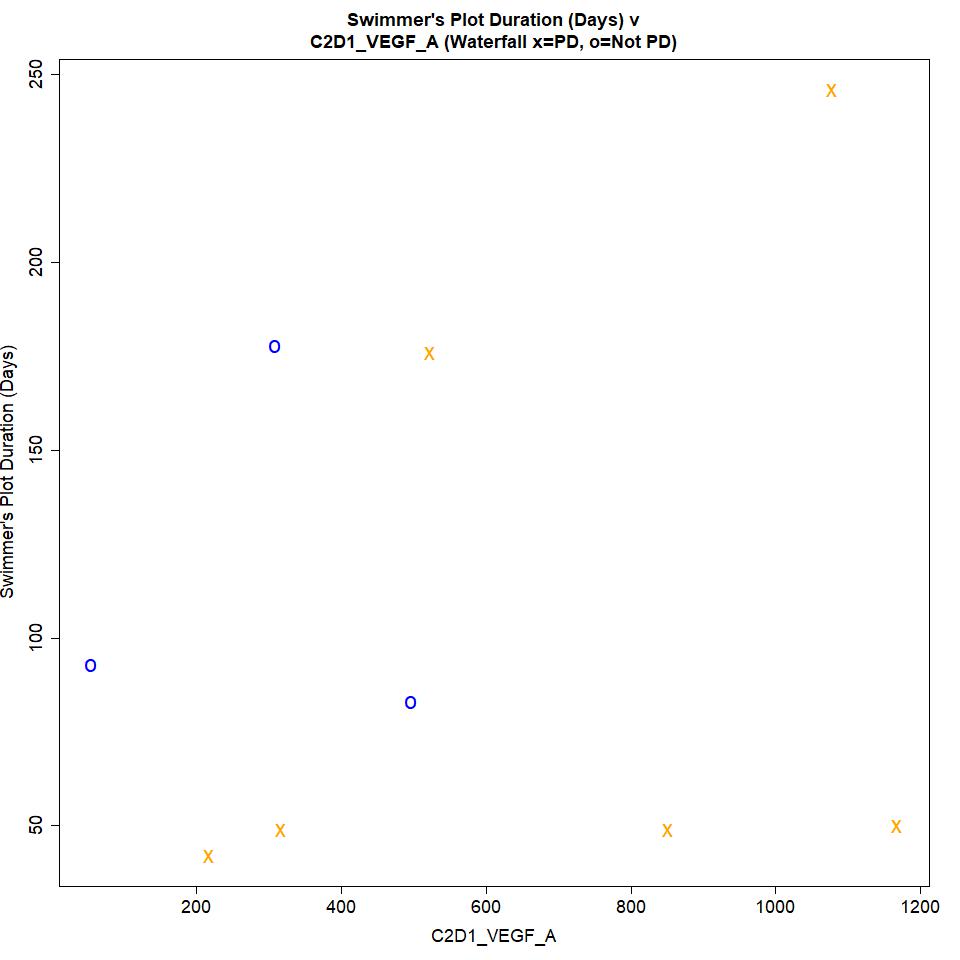 Swimmer's Plot Duration (Days) v
C2D1_VEGF_A (Waterfall x=PD, o=Not PD)
Swimmer's Plot Duration (Days)
250
200
150
100
50
X
O
X
O
O
X
X
X
X
200 400 600 800 1000 1200
C2D1_VEGF_A